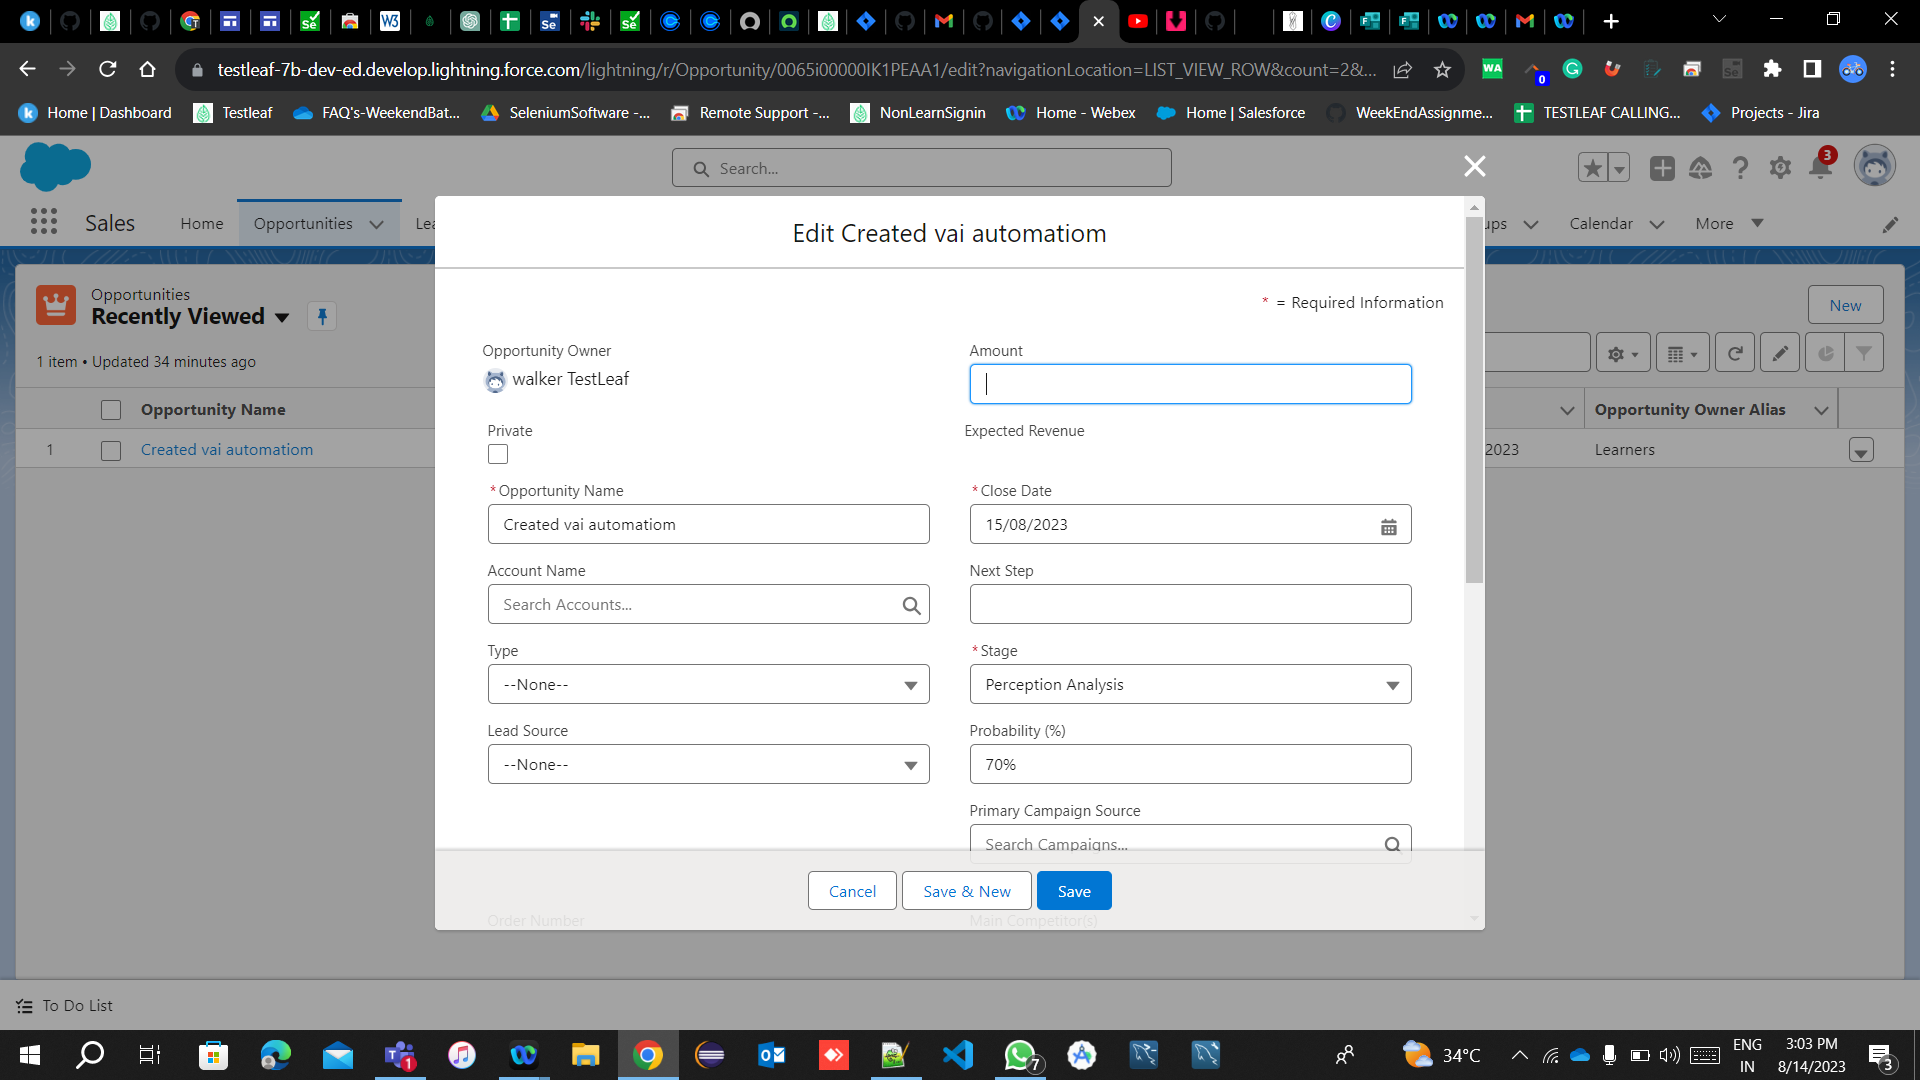 testleaf-7b-dev-ed.develop.lightning.force.com/lightning/r/Opportunity/0065i00000IK1PEAA1/edit?navigationLocation=LIST_VIEW_ROW&count=2&...
Home | Dashboard
Testleaf
FAQ's-WeekendBat...
SeleniumSoftware -...
Remote Support -...
NonLearnSignin
Home - Webex
Home | Salesforce
WeekEndAssignme...
TESTLEAF CALLING...
Projects - Jira
Search...
3
Sales
Home
Opportunities
Lea
ups
Calendar
More
Opportunities
Recently Viewed
1 item • Updated 34 minutes ago
New
Opportunity Name
Opportunity Owner Alias
1
Created vai automatiom
2023
Learners
Edit Created vai automatiom
* = Required Information
Opportunity Owner
walker TestLeaf
Amount
Private
Expected Revenue
*Opportunity Name
Created vai automatiom
*Close Date
15/08/2023
Account Name
Search Accounts...
Next Step
Type
--None--
*Stage
Perception Analysis
Lead Source
--None--
Probability (%)
70%
Primary Campaign Source
Search Campaigns...
Cancel
Save & New
Save
Order Number
Main Competitor(s)
To Do List
34°C
ENG
IN
3:03 PM
8/14/2023
3